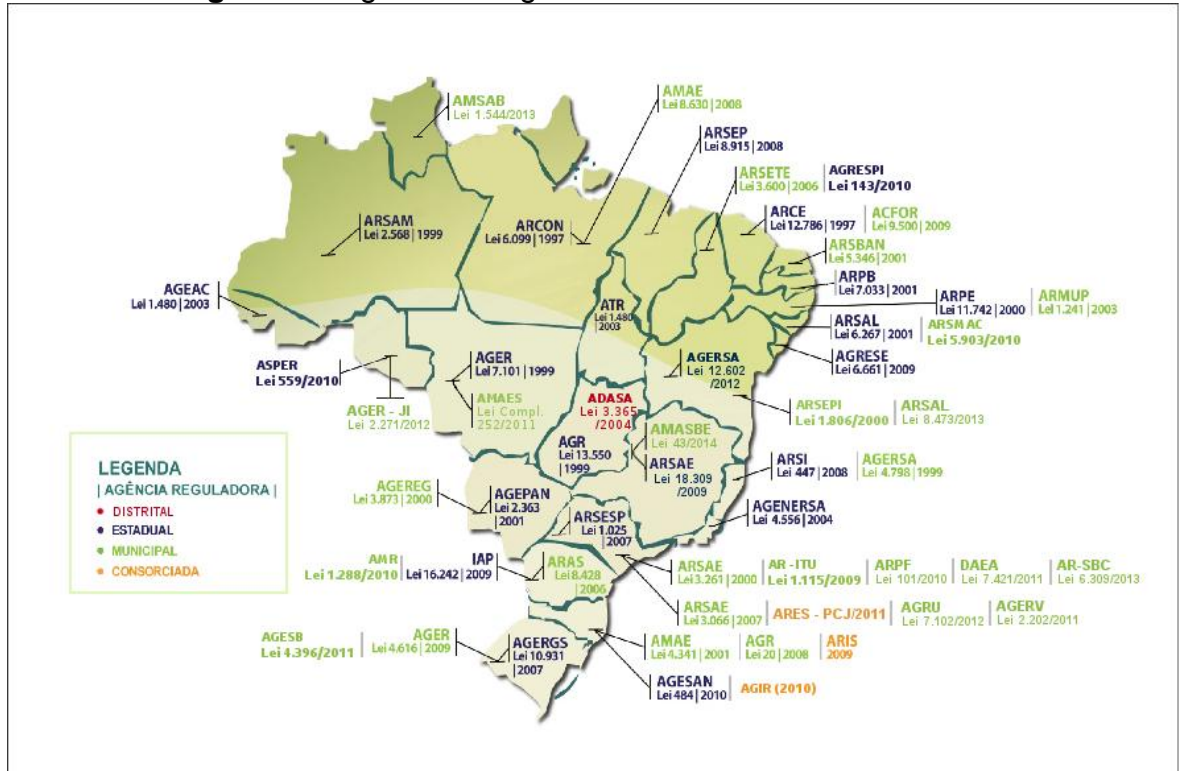 AMSAB
Lei 1.544/2013
AMAE
Lei 8.630|2008
ARSEP
Lei 8.915|2008
ARSETE
Lei 3.600|2006
AGRESPI
Lei 143/2010
ARSAM
Lei 2.568|1999
ARCON
Lei 6.099|1997
ARCE
Lei 12.786|1997
ACFOR
Lei 9.500|2009
ARSBAN
Lei 5.346|2001
ARPB
Lei 7.033|2001
AGEAC
Lei 1.480|2003
ATR
Lei 1.480
|2003
ARPE
Lei 11.742|2000
ARMUP
Lei 1.241|2003
ARSAL
Lei 6.267|2001
ARSMAC
Lei 5.903/2010
ASPER
Lei 559/2010
AGER
Lei 7.101|1999
AGERSA
Lei 12.602
/2012
AGRESE
Lei 6.661|2009
AGER - JI
Lei 2.271/2012
AMAES
Lei Compl.
252/2011
ADASA
Lei 3.365
/2004
ARSEPI
Lei 1.806/2000
ARSAL
Lei 8.473/2013
AMASBE
Lei 43/2014
AGR
Lei 13.550
|1999
ARSAE
Lei 18.309
/2009
ARSI
Lei 447|2008
AGERSA
Lei 4.798|1999
LEGENDA
| AGÊNCIA REGULADORA |
DISTRITAL
ESTADUAL
MUNICIPAL
CONSORCIADA
AGEREG
Lei 3.873|2000
AGEPAN
Lei 2.363
|2001
ARSESP
Lei 1.025
|2007
AGENERSA
Lei 4.556|2004
AMR
Lei 1.288/2010
IAP
Lei 16.242|2009
ARAS
Lei 8.428
|2006
ARSAE
Lei 3.261|2000
AR -ITU
Lei 1.115/2009
ARPF
Lei 101/2010
DAEA
Lei 7.421/2011
AR-SBC
Lei 6.309/2013
ARSAE
Lei 3.066|2007
ARES - PCJ/2011
AGRU
Lei 7.102/2012
AGERV
Lei 2.202/2011
AGESB
Lei 4.396/2011
AGER
Lei 4.616|2009
AGERGS
Lei 10.931
|2007
AMAE
Lei 4.341|2001
AGR
Lei 20|2008
ARIS
2009
AGESAN
Lei 484|2010
AGIR (2010)